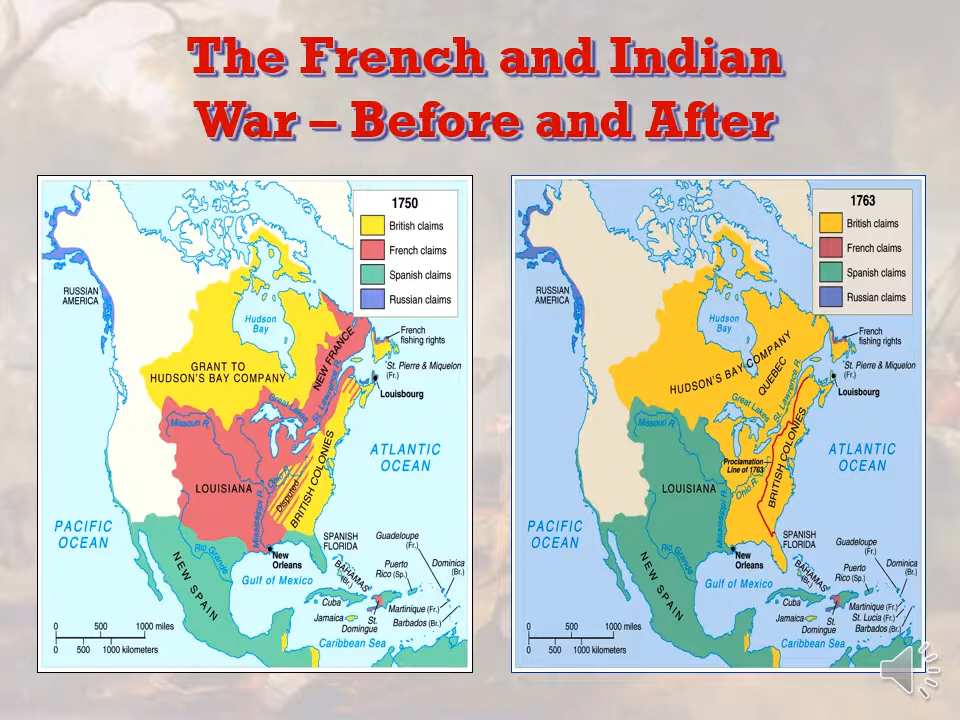 The French and Indian
War – Before and After
1750
British claims
French claims
Spanish claims
Russian claims
RUSSIAN
AMERICA
Hudson
Bay
French
fishing rights
St. Pierre & Miquelon
(Fr.)
Louisbourg
GRANT TO
HUDSON'S BAY COMPANY
NEW FRANCE
St. Lawrence R.
Great Lakes
Missouri R.
LOUISIANA
Ohio R.
Disputed
BRITISH COLONIES
Mississippi R.
ATLANTIC
OCEAN
PACIFIC
OCEAN
NEW SPAIN
Rio Grande
New
Orleans
SPANISH
FLORIDA
Gulf of Mexico
BAHAMAS
(Br.)
Guadeloupe
(Fr.)
Puerto
Rico (Sp.)
Dominica
(Br.)
Cuba
Jamaica
St.
Domingue
Martinique (Fr.)
Barbados (Br.)
Caribbean Sea
0 500 1000 miles
0 500 1000 kilometers
1763
British claims
French claims
Spanish claims
Russian claims
RUSSIAN
AMERICA
Hudson
Bay
French
fishing rights
St. Pierre & Miquelon
(Fr.)
Louisbourg
HUDSON'S BAY COMPANY
QUEBEC
St. Lawrence R.
Great Lakes
Missouri R.
Proclamation
Line of 1763
LOUISIANA
Ohio R.
BRITISH COLONIES
Mississippi R.
ATLANTIC
OCEAN
PACIFIC
OCEAN
NEW SPAIN
Rio Grande
New
Orleans
SPANISH
FLORIDA
Gulf of Mexico
BAHAMAS
(Br.)
Guadeloupe
(Fr.)
Puerto
Rico (Sp.)
Dominica
(Br.)
Cuba
Jamaica
St.
Domingue
Martinique (Fr.)
St. Lucia (Fr.)
Barbados (Br.)
Caribbean Sea
0 500 1000 miles
0 500 1000 kilometers